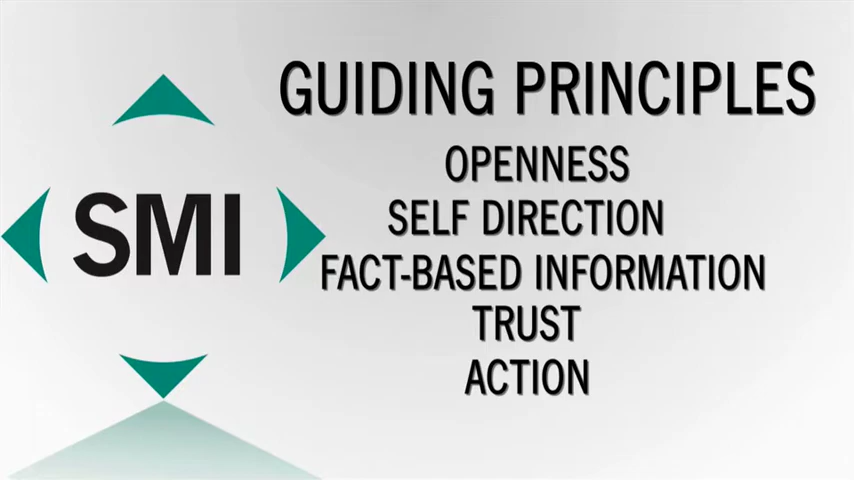 GUIDING PRINCIPLES
SMI
OPENNESS
SELF DIRECTION
FACT-BASED INFORMATION
TRUST
ACTION